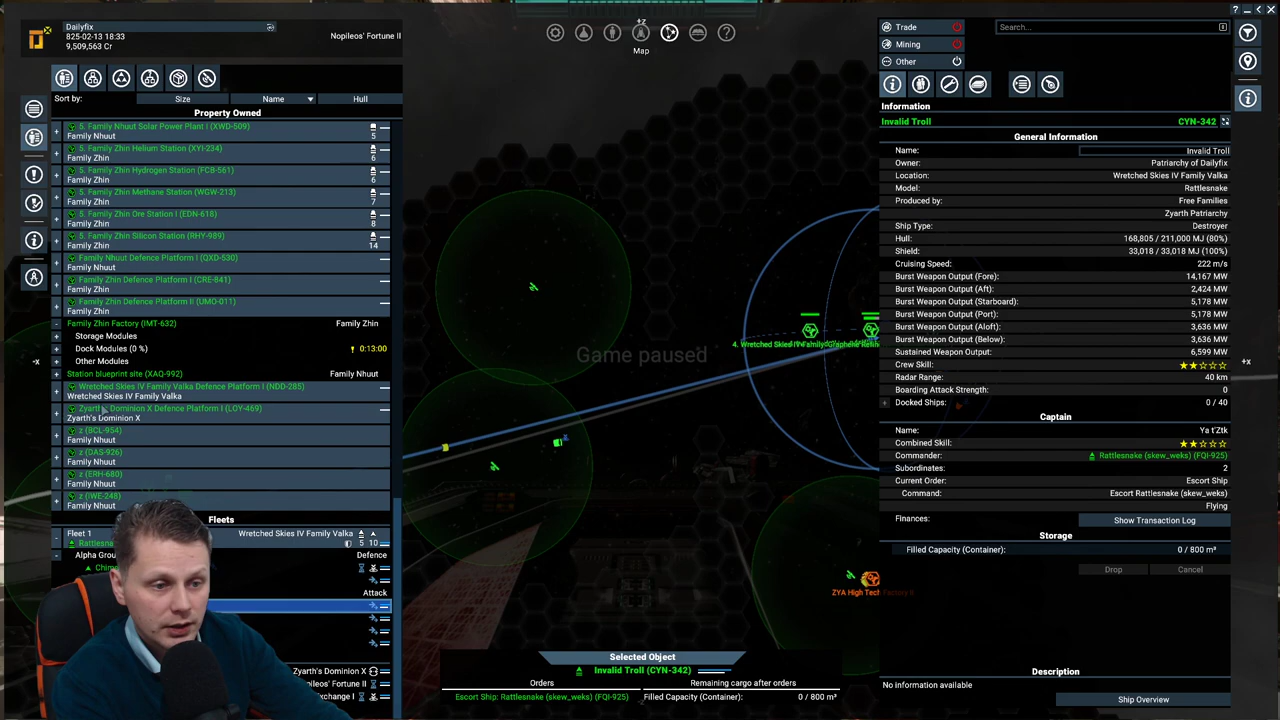 Dailyfix
825-02-13 18:33
9,509,563 Cr
Nopileos' Fortune II
+z
Map
Sort by:
Size
Name
Hull
Property Owned
5. Family Nhuut Solar Power Plant I (XWD-509)
Family Nhuut
5
5. Family Zhin Helium Station (XYI-234)
Family Zhin
6
5. Family Zhin Hydrogen Station (FCB-561)
Family Zhin
6
5. Family Zhin Methane Station (WGW-213)
Family Zhin
7
5. Family Zhin Ore Station I (EDN-618)
Family Zhin
8
5. Family Zhin Silicon Station (RHY-989)
Family Zhin
14
Family Nhuut Defence Platform I (QXD-530)
Family Nhuut
Family Zhin Defence Platform I (CRE-841)
Family Zhin
Family Zhin Defence Platform II (UMO-011)
Family Zhin
Family Zhin Factory (IMT-632)
Family Zhin
Storage Modules
Dock Modules (0 %)
0:13:00
Other Modules
Station blueprint site (XAQ-992)
Family Nhuut
Wretched Skies IV Family Valka Defence Platform I (NDD-285)
Wretched Skies IV Family Valka
Zyarth's Dominion X Defence Platform I (LOY-469)
Zyarth's Dominion X
z (BCL-954)
Family Nhuut
z (DAS-926)
Family Nhuut
z (ERH-680)
Family Nhuut
z (IWE-248)
Family Nhuut
Fleets
Fleet 1
Wretched Skies IV Family Valka
5 10
Alpha
Defence
Attack
Zyarth's Dominion X
Nopileos' Fortune II
-x
+x
Game paused
4. Wretched Skies IV Family
ZYA High Tech Factory II
Selected Object
Invalid Troll (CYN-342)
Orders
Remaining cargo after orders
Escort Ship: Rattlesnake (skew_weks) (FQI-925)
Filled Capacity (Container):
0 / 800 m³
Trade
Mining
Other
Search...
Information
Invalid Troll
CYN-342
General Information
Name:
Invalid Troll
Owner:
Patriarchy of Dailyfix
Location:
Wretched Skies IV Family Valka
Model:
Rattlesnake
Produced by:
Free Families
Zyarth Patriarchy
Ship Type:
Destroyer
Hull:
168,805 / 211,000 MJ (80%)
Shield:
33,018 / 33,018 MJ (100%)
Cruising Speed:
222 m/s
Burst Weapon Output (Fore):
14,167 MW
Burst Weapon Output (Aft):
2,424 MW
Burst Weapon Output (Starboard):
5,178 MW
Burst Weapon Output (Port):
5,178 MW
Burst Weapon Output (Aloft):
3,636 MW
Burst Weapon Output (Below):
3,636 MW
Sustained Weapon Output:
6,599 MW
Crew Skill:
Radar Range:
40 km
Boarding Attack Strength:
0
Docked Ships:
0 / 40
Captain
Name:
Ya t'Ztk
Combined Skill:
Commander:
Rattlesnake (skew_weks) (FQI-925)
Subordinates:
2
Current Order:
Escort Ship
Command:
Escort Rattlesnake (skew_weks)
Flying
Finances:
Show Transaction Log
Storage
Filled Capacity (Container):
0 / 800 m³
Drop
Cancel
Description
No information available
Ship Overview